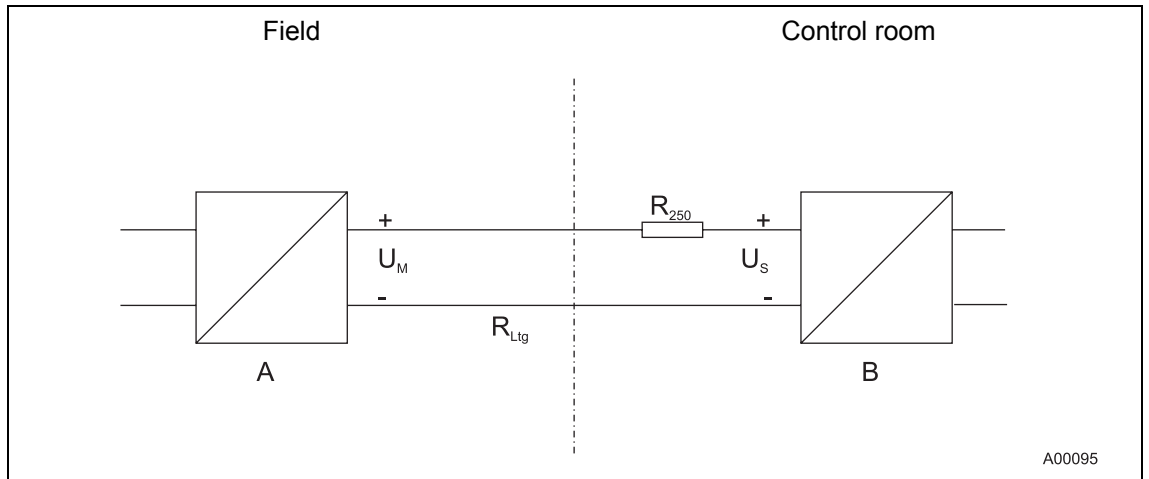 Field
Control room
R250
+
+
UM
US
-
-
RLtg
A
B
A00095